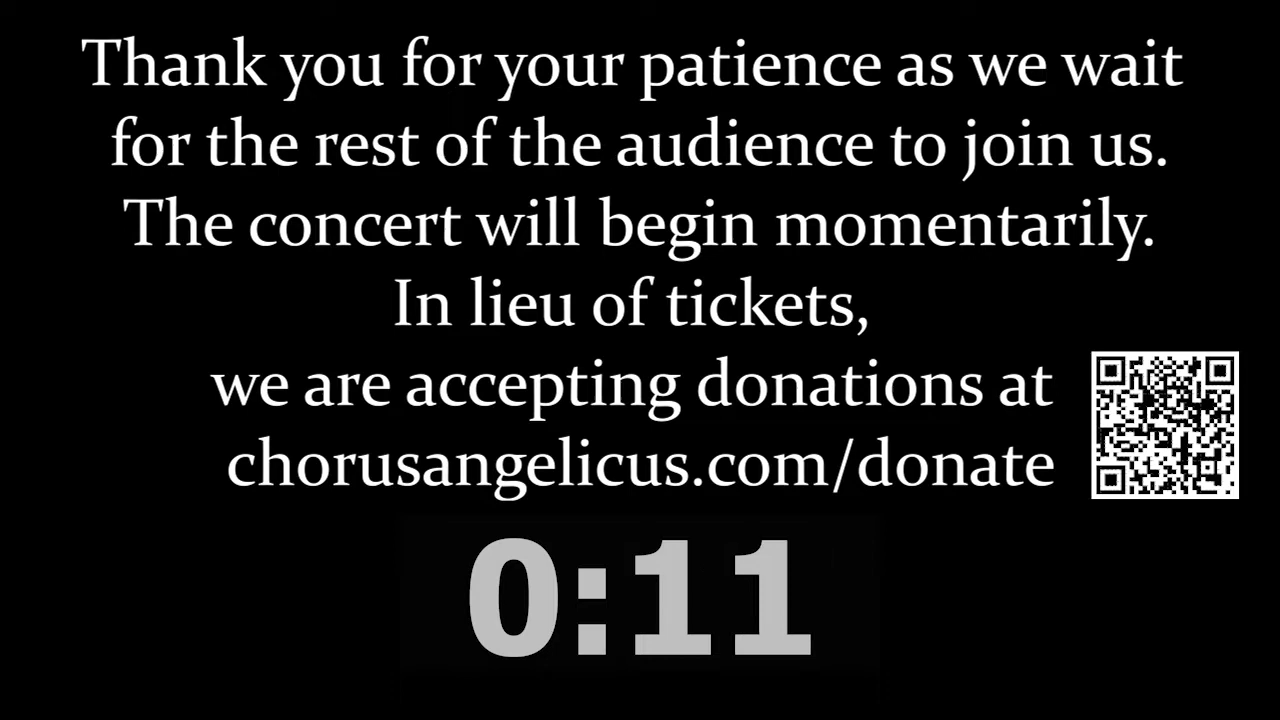 Thank you for your patience as we wait
for the rest of the audience to join us.
The concert will begin momentarily.
In lieu of tickets,
we are accepting donations at
chorusangelicus.com/donate
0:11